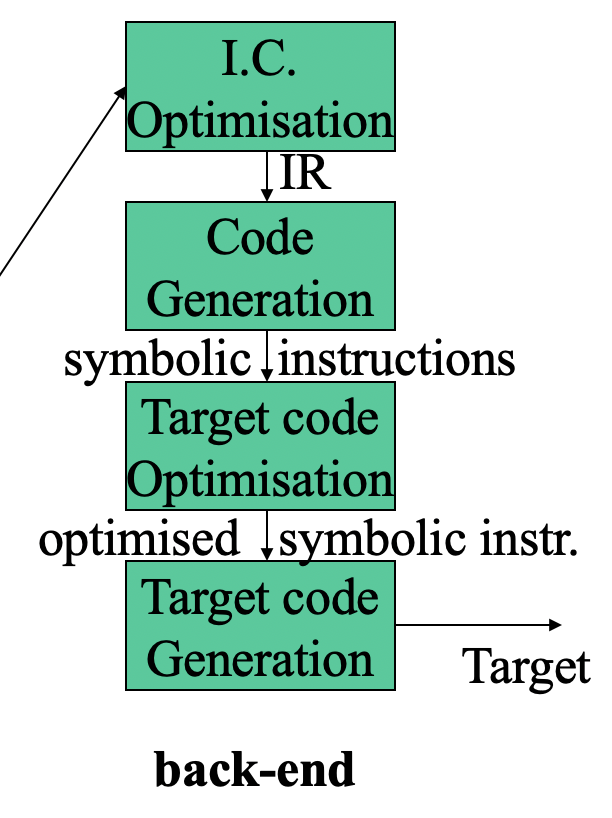 I.C.
Optimisation
IR
Code
Generation
symbolic instructions
Target code
Optimisation
optimised symbolic instr.
Target code
Generation
Target
back-end